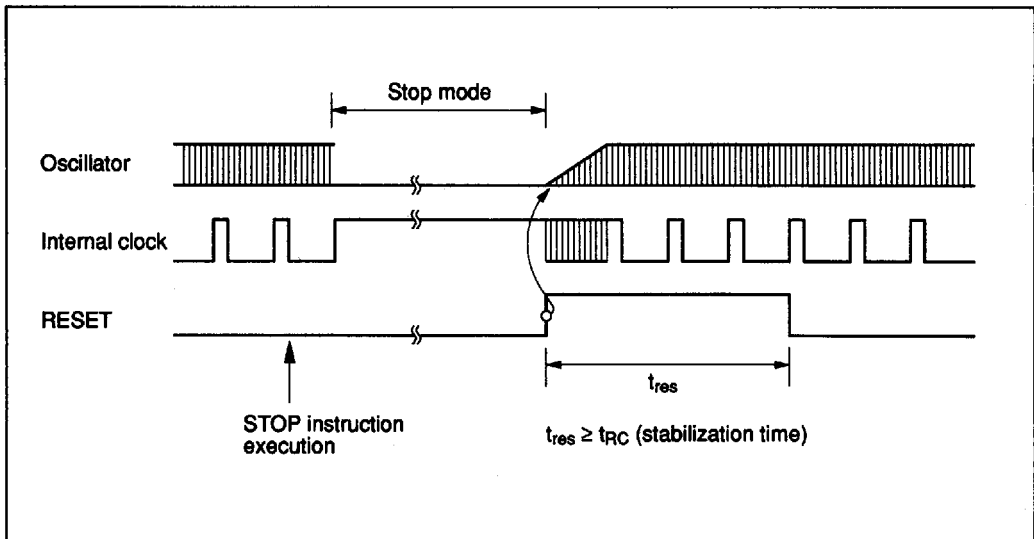 Stop mode
Oscillator
Internal clock
RESET
tres
STOP instruction
execution
tres ≥ tRC (stabilization time)